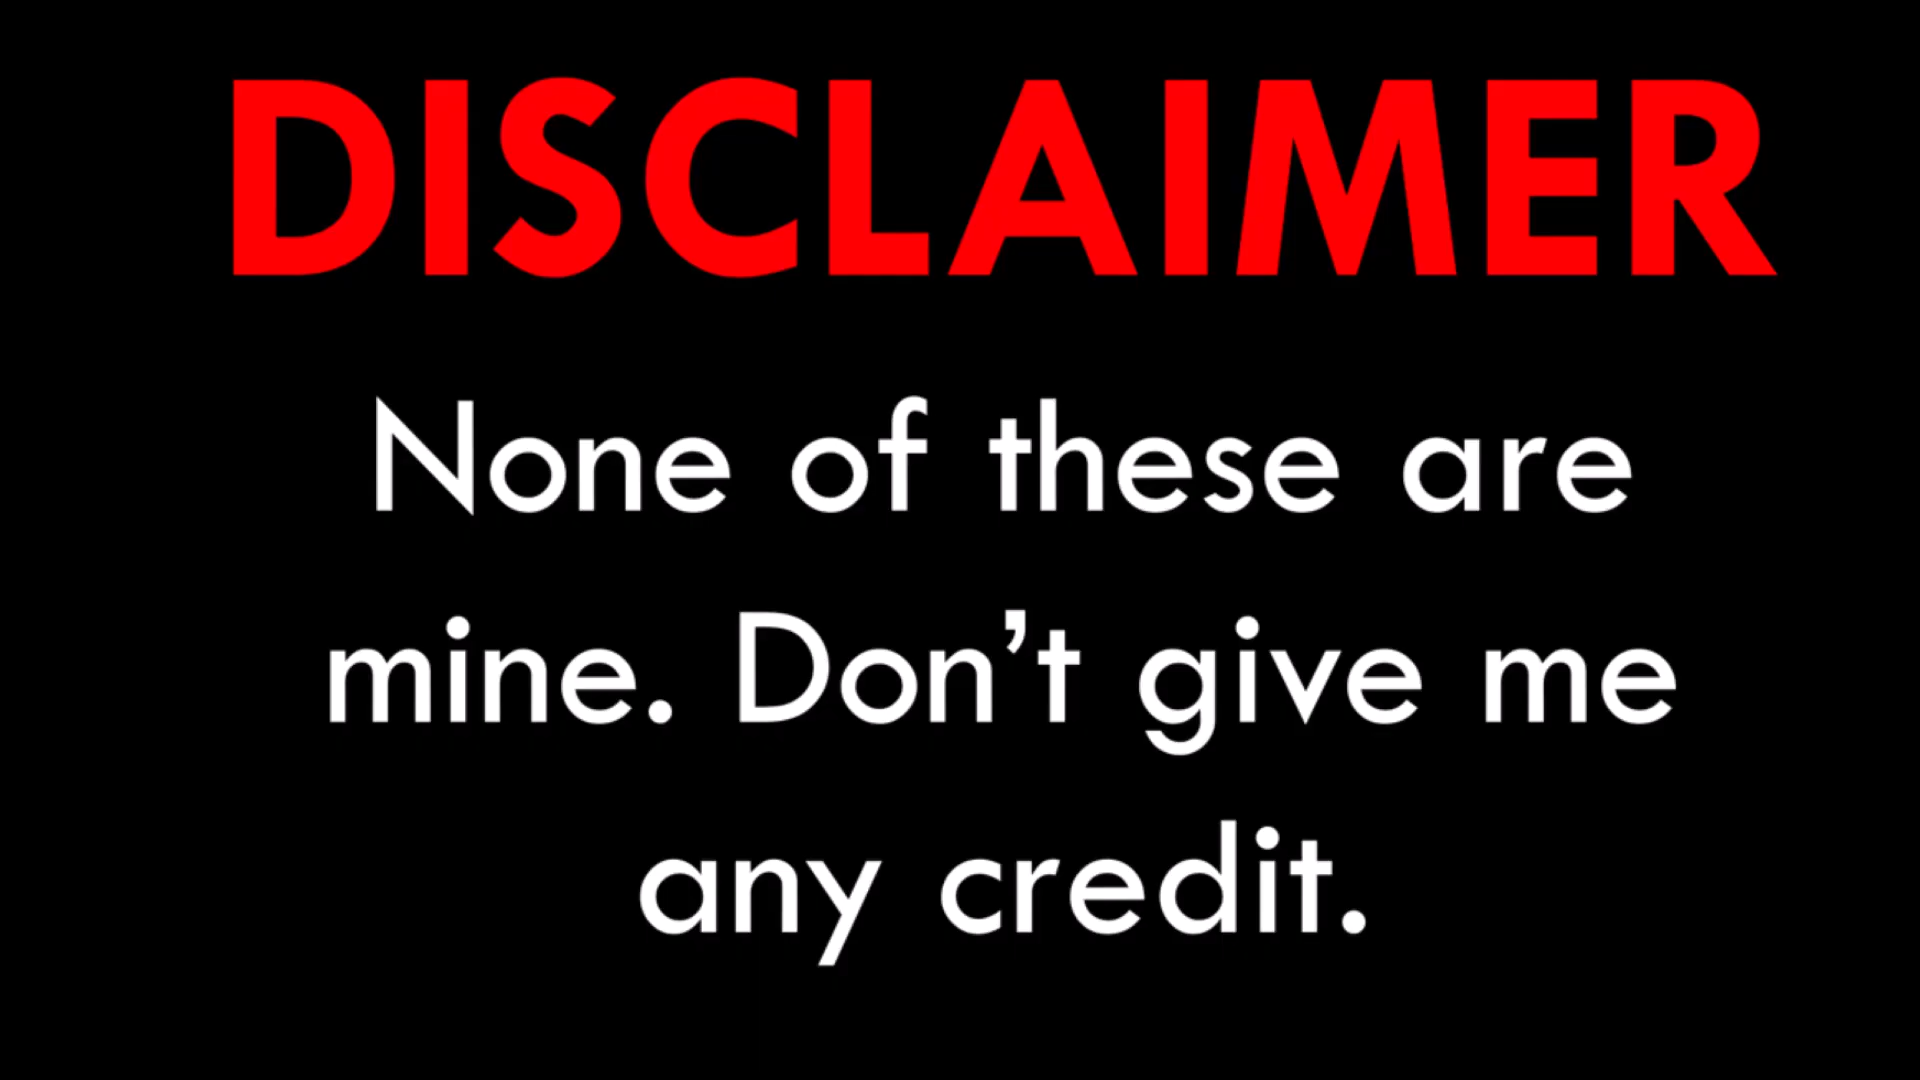 DISCLAIMER
None of these are
mine. Don’t give me
any credit.